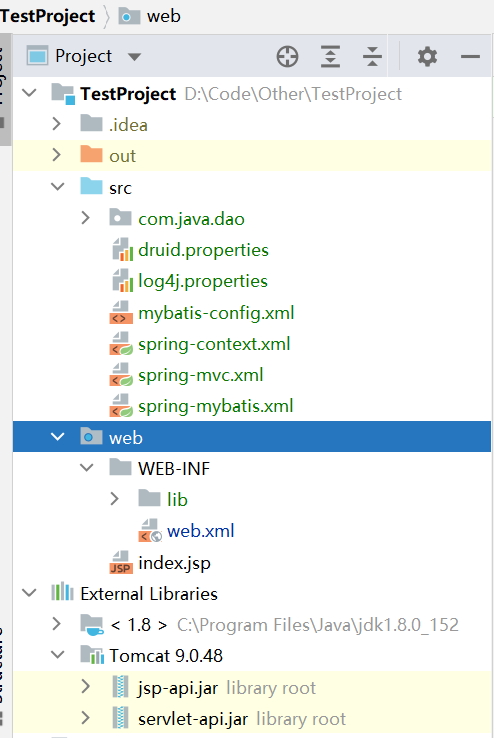 TestProject web
Project
TestProject D:\Code\Other\TestProject
.idea
out
src
com.java.dao
druid.properties
log4j.properties
mybatis-config.xml
spring-context.xml
spring-mvc.xml
spring-mybatis.xml
web
WEB-INF
lib
web.xml
JSP index.jsp
External Libraries
< 1.8 > C:\Program Files\Java\jdk1.8.0_152
Tomcat 9.0.48
jsp-api.jar library root
servlet-api.jar library root